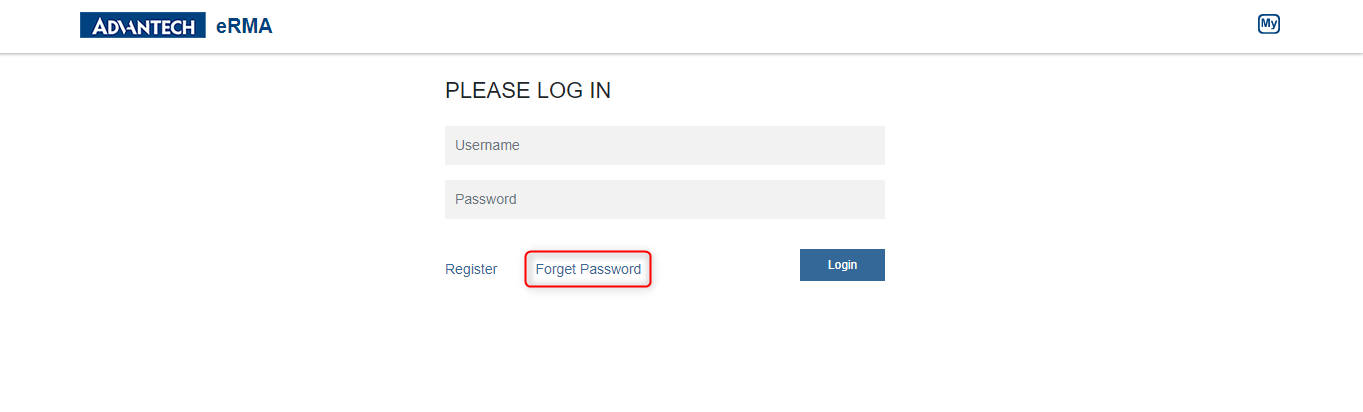 ADVANTECH eRMA My
PLEASE LOG IN
Username
Password
Register Forget Password Login